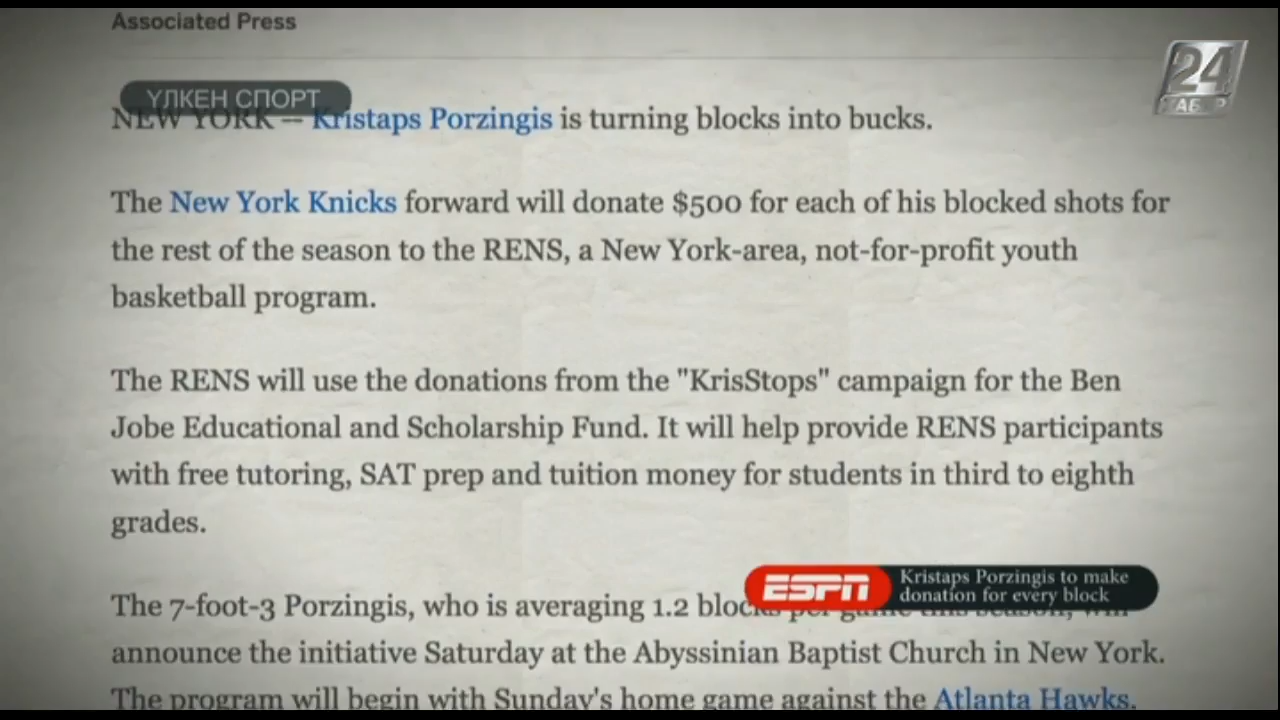 Associated Press
24
ХАБАР
ҮЛКЕН СПОРТ
NEW YORK — Kristaps Porzingis is turning blocks into bucks.
The New York Knicks forward will donate $500 for each of his blocked shots for
the rest of the season to the RENS, a New York-area, not-for-profit youth
basketball program.
The RENS will use the donations from the "KrisStops" campaign for the Ben
Jobe Educational and Scholarship Fund. It will help provide RENS participants
with free tutoring, SAT prep and tuition money for students in third to eighth
grades.
ESPN
Kristaps Porzingis to make
donation for every block
The 7-foot-3 Porzingis, who is averaging 1.2 blocks per game this season, will
announce the initiative Saturday at the Abyssinian Baptist Church in New York.
The program will begin with Sunday's home game against the Atlanta Hawks.